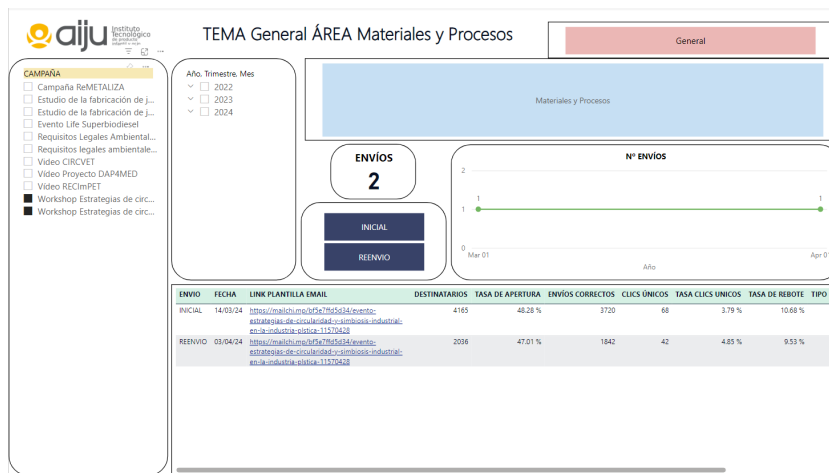 aiju
Instituto
Tecnológico
de producto
infantil y ocio
TEMA General ÁREA Materiales y Procesos
General
CAMPAÑA
Campaña ReMETALIZA
Estudio de la fabricación de j...
Estudio de la fabricación de j...
Evento Life Superbiodiesel
Requisitos Legales Ambiental...
Requisitos legales ambientale...
Video CIRCVET
Vídeo Proyecto DAP4MED
Vídeo RECImPET
Workshop Estrategias de circ...
Workshop Estrategias de circ...
Año, Trimestre, Mes
2022
2023
2024
Materiales y Procesos
ENVÍOS
2
INICIAL
REENVIO
Nº ENVÍOS
2
1
0
1
1
Mar 01
Apr 01
Año
ENVIO FECHA LINK PLANTILLA EMAIL DESTINATARIOS TASA DE APERTURA ENVÍOS CORRECTOS CLICS ÚNICOS TASA CLICS UNICOS TASA DE REBOTE TIPO
INICIAL 14/03/24 https://mailchi.mp/bf5e7ffd5d34/evento- 4165 48.28 % 3720 68 3.79 % 10.68 %
estrategias-de-circularidad-y-simbiosis-industrial-
en-la-industria-plstica-11570428
REENVIO 03/04/24 https://mailchi.mp/bf5e7ffd5d34/evento- 2036 47.01 % 1842 42 4.85 % 9.53 %
estrategias-de-circularidad-y-simbiosis-industrial-
en-la-industria-plstica-11570428